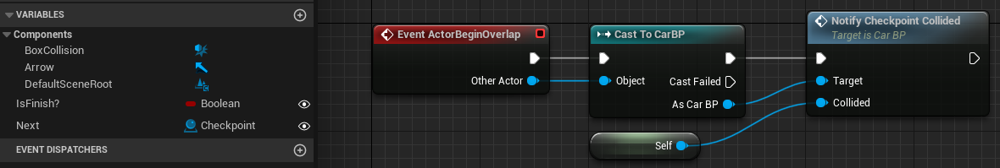 VARIABLES
Components
BoxCollision
Arrow
DefaultSceneRoot
IsFinish? Boolean
Next Checkpoint
EVENT DISPATCHERS
Event ActorBeginOverlap
Other Actor
Cast To CarBP
Object
Cast Failed
As Car BP
Self
Notify Checkpoint Collided
Target is Car BP
Target
Collided